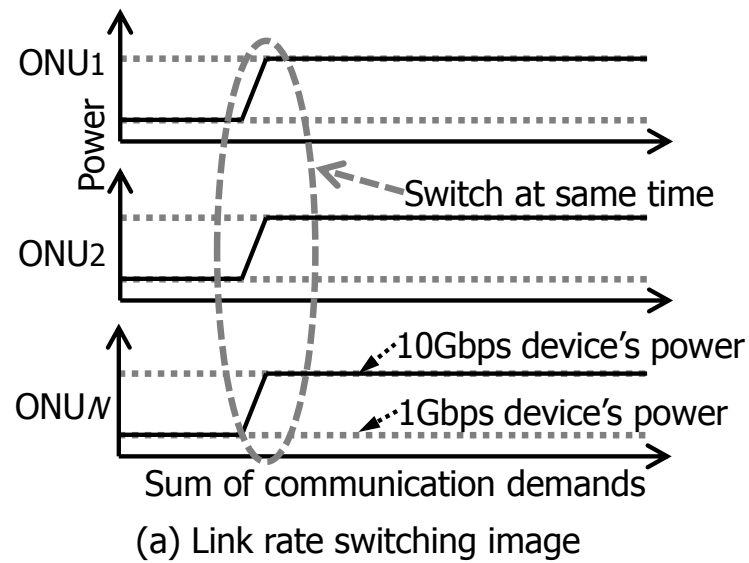 ONU1
Power
Switch at same time
ONU2
10Gbps device's power
ONUN
1Gbps device's power
Sum of communication demands
(a) Link rate switching image